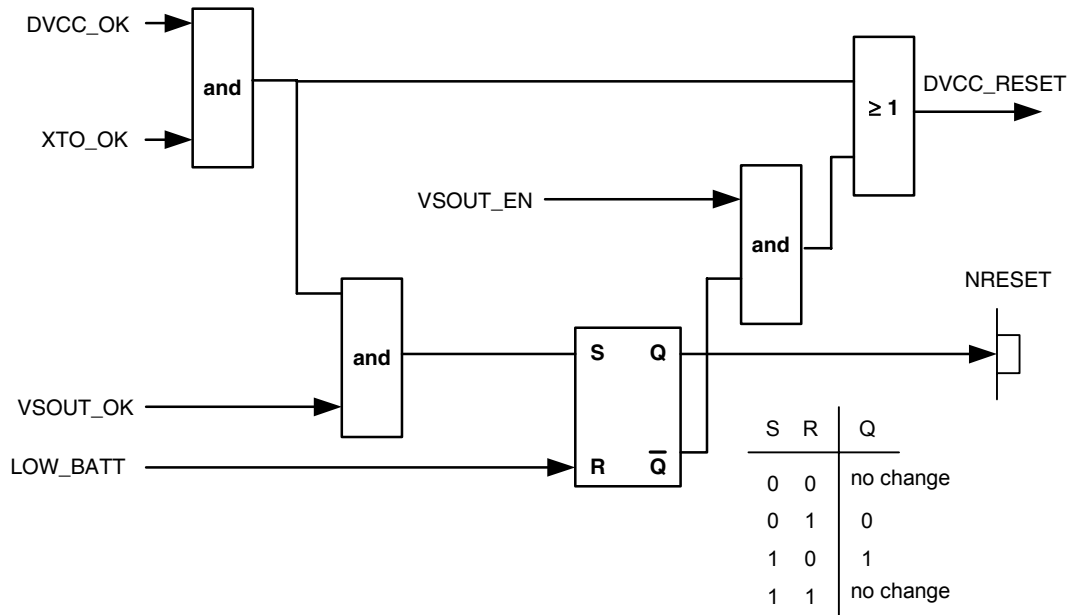 DVCC_OK
and
XTO_OK
≥ 1
DVCC_RESET
VSOUT_EN
and
NRESET
and
VSOUT_OK
LOW_BATT
S Q
R Q̅
S R Q
0 0 no change
0 1 0
1 0 1
1 1 no change